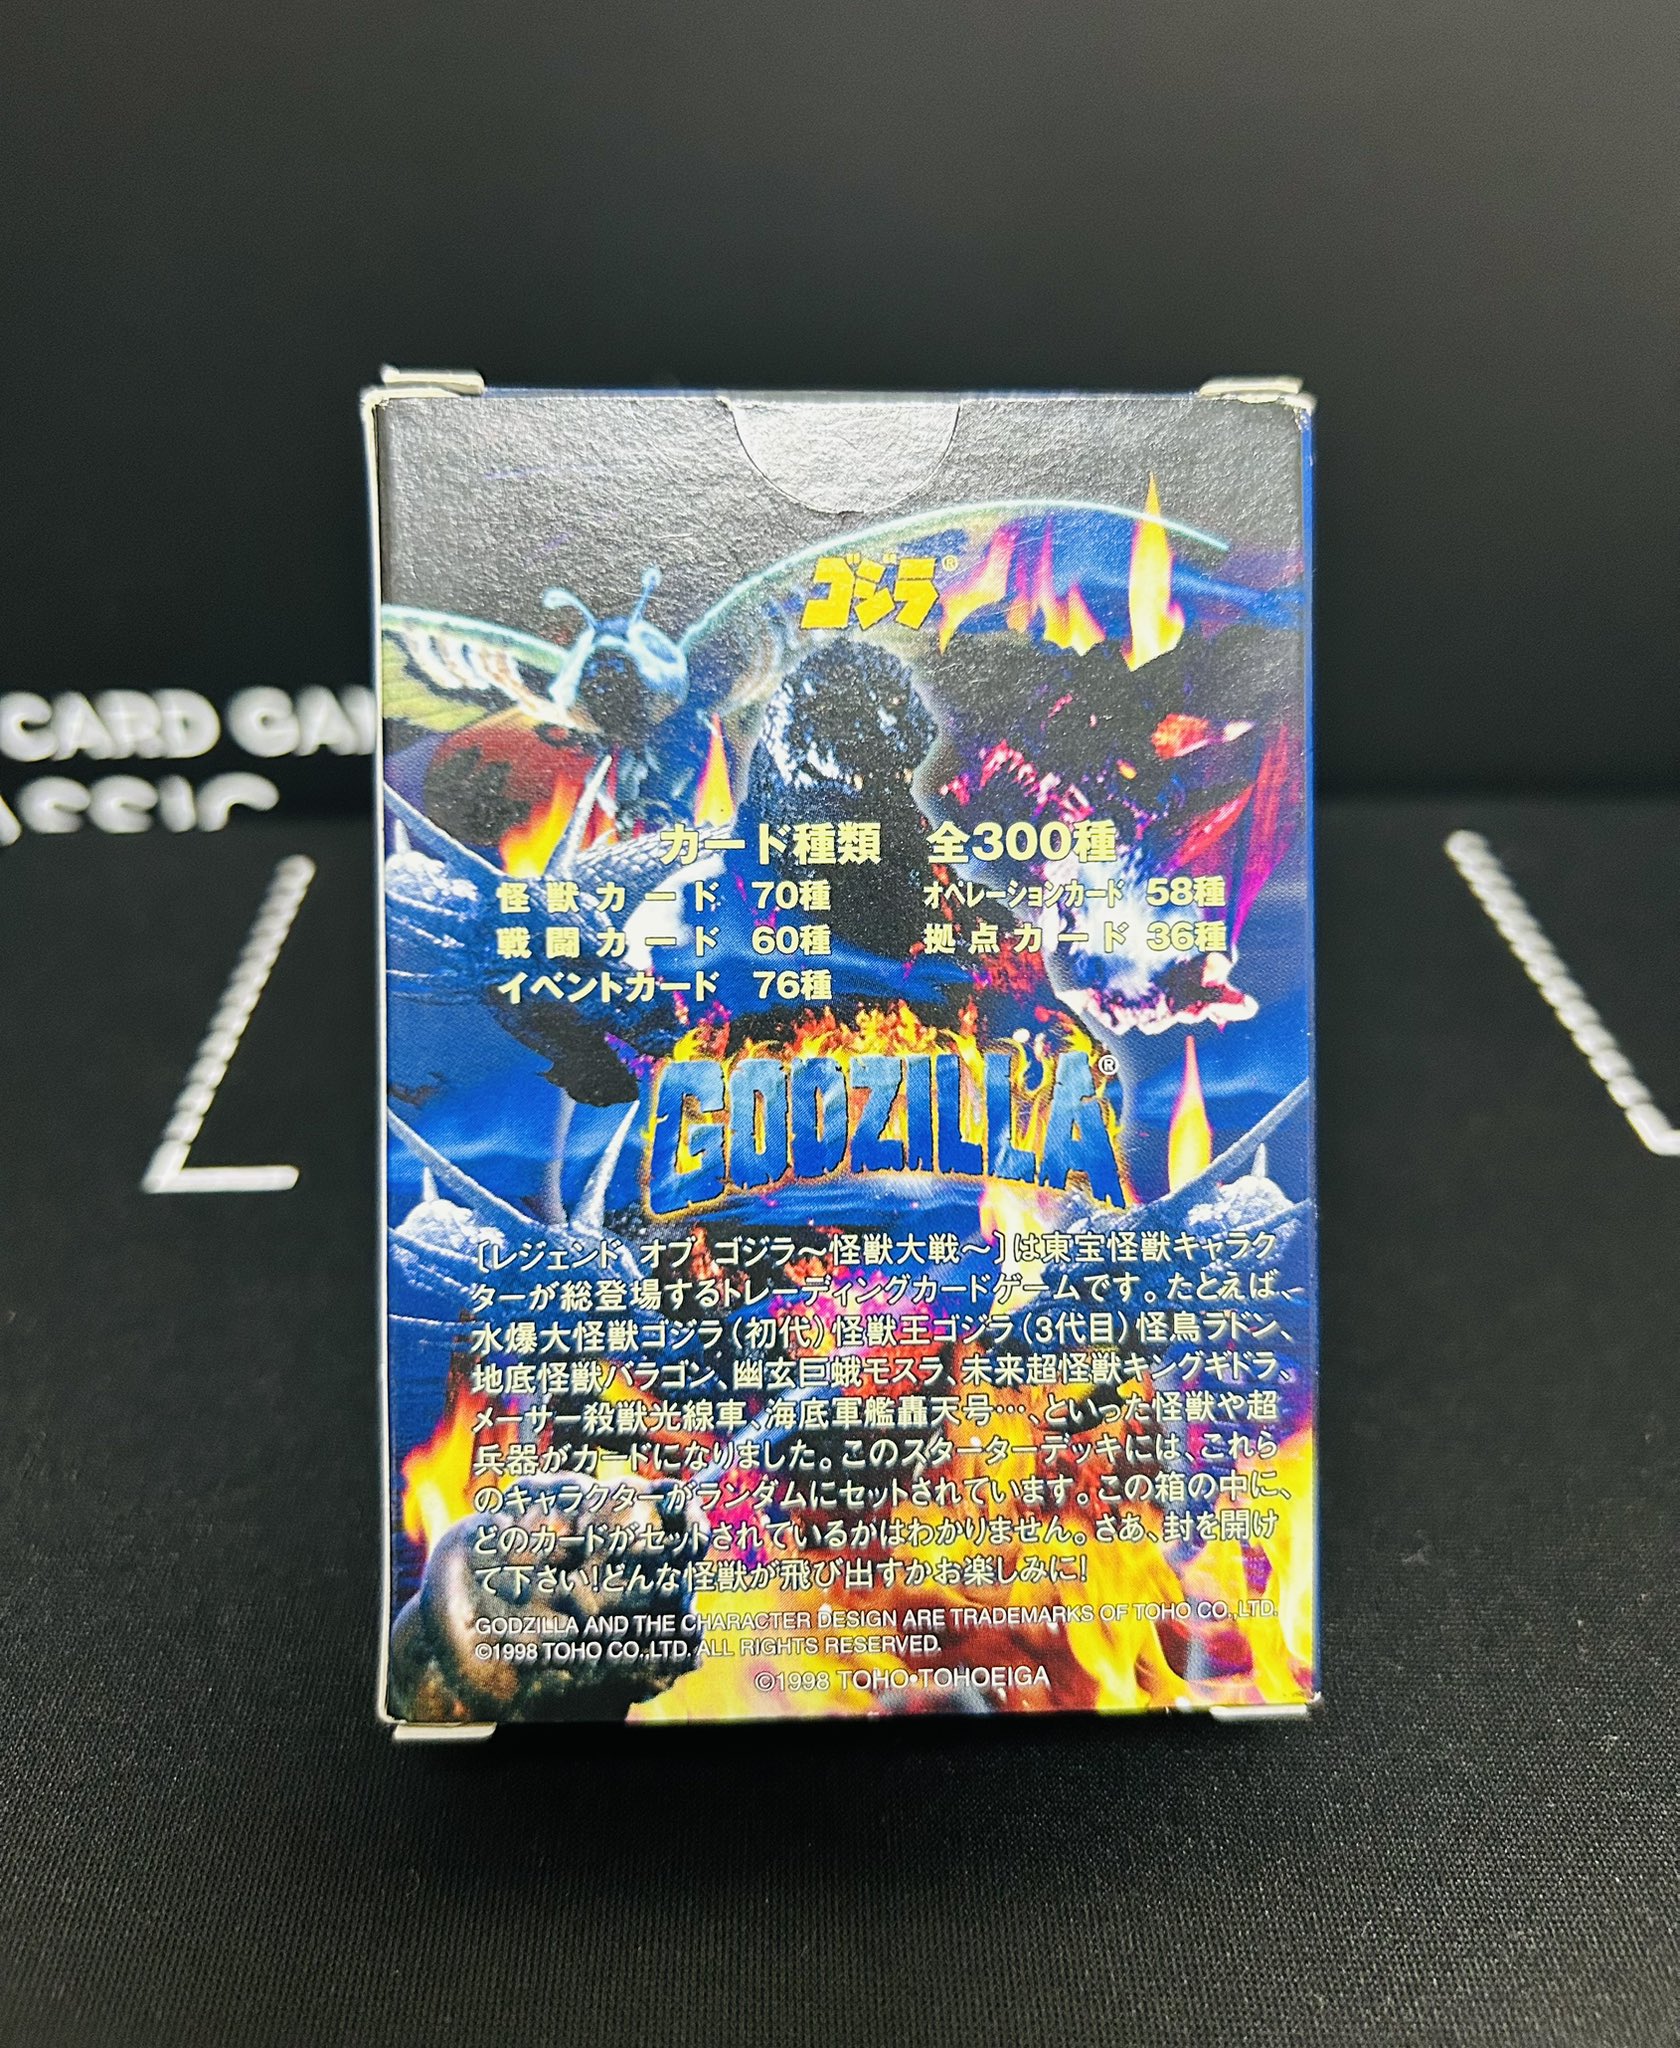 ゴジラ®
カード種類 全300種
怪獣カード 70種 オペレーションカード 58種
戦闘カード 60種 拠点カード 36種
イベントカード 76種
GODZILLA®
〔レジェンド オブ ゴジラ〜怪獣大戦〜〕は東宝怪獣キャラク
ターが総登場するトレーディングカードゲームです。たとえば、
水爆大怪獣ゴジラ(初代)怪獣王ゴジラ(3代目)怪鳥ラドン、
地底怪獣バラゴン、幽玄巨蛾モスラ、未来超怪獣キングギドラ、
メーサー殺獣光線車、海底軍艦轟天号…、といった怪獣や超
兵器がカードになりました。このスターターデッキには、これら
のキャラクターがランダムにセットされています。この箱の中に、
どのカードがセットされているかはわかりません。さあ、封を開け
て下さい!どんな怪獣が飛び出すかお楽しみに!
GODZILLA AND THE CHARACTER DESIGN ARE TRADEMARKS OF TOHO CO.,LTD.
©1998 TOHO CO.,LTD. ALL RIGHTS RESERVED.
©1998 TOHO•TOHOEIGA
CARD GA